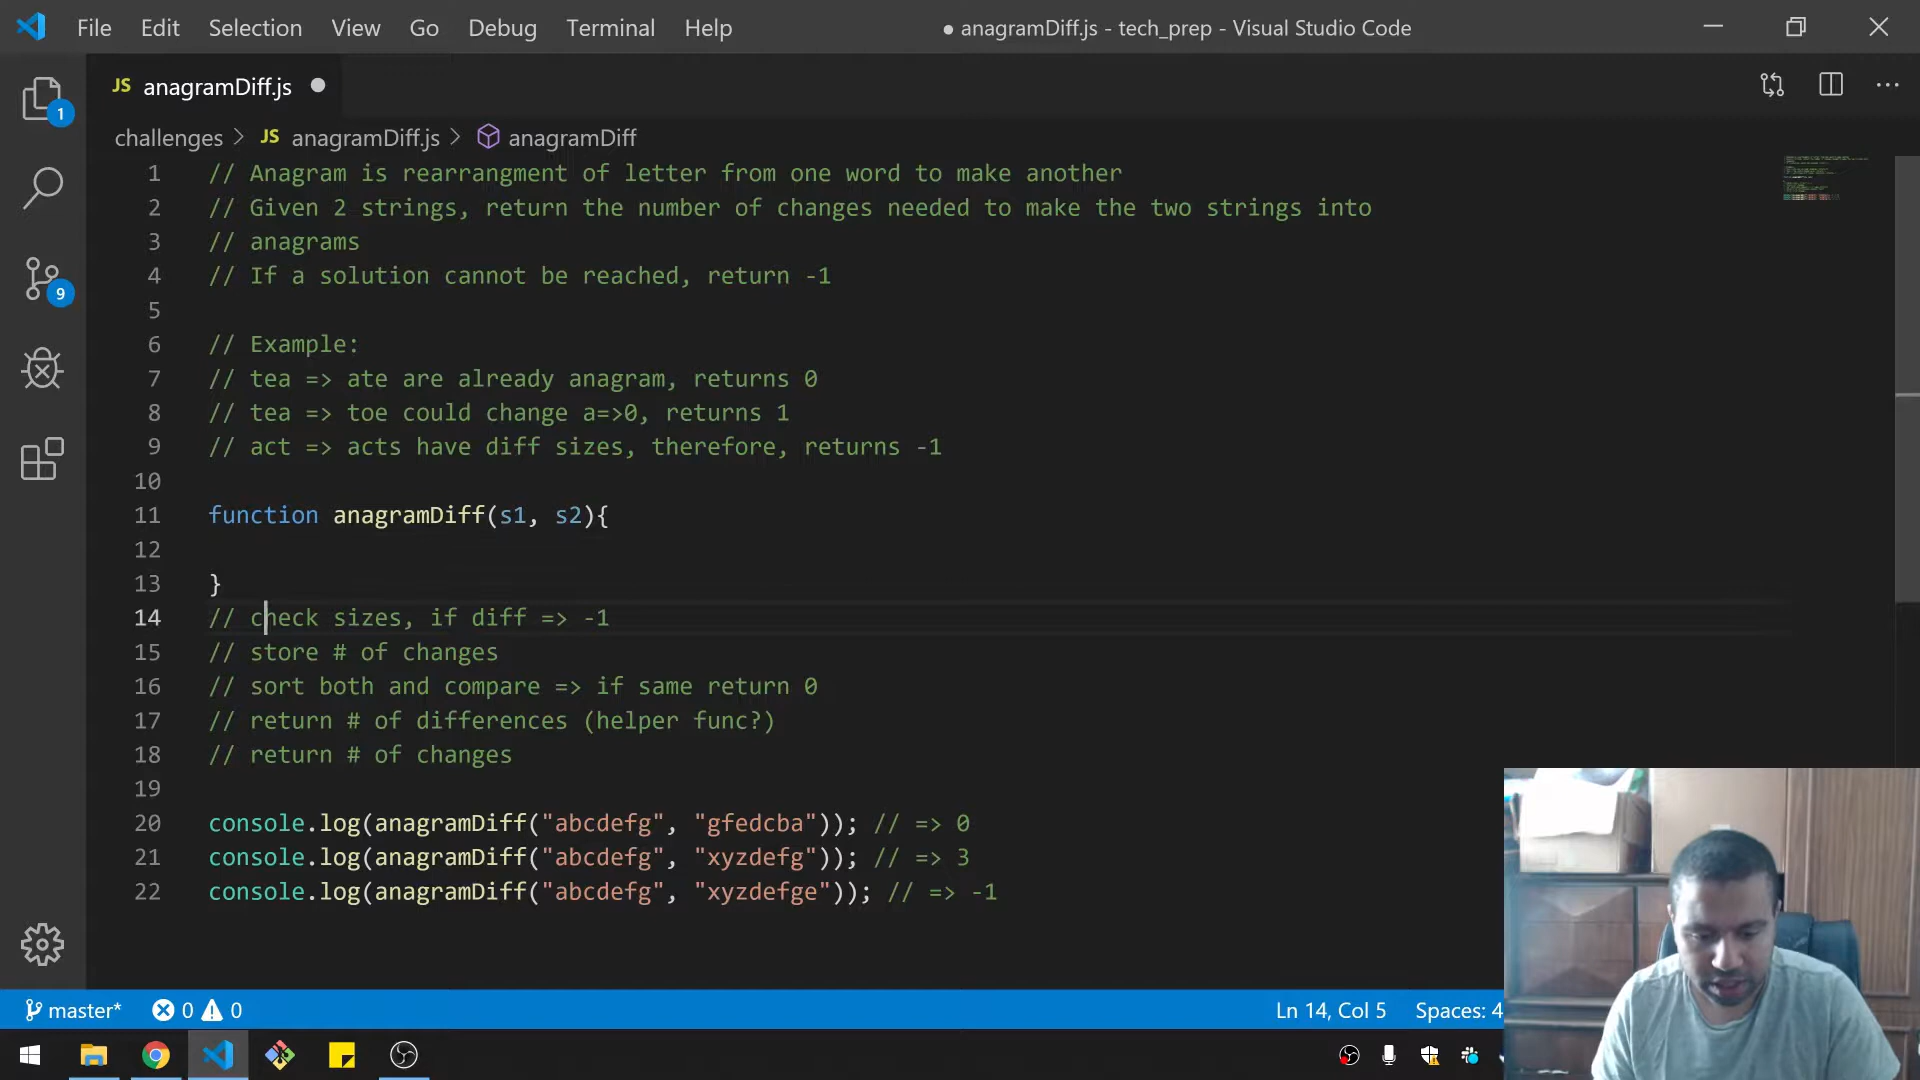 File Edit Selection View Go Debug Terminal Help
● anagramDiff.js - tech_prep - Visual Studio Code
JS anagramDiff.js
challenges > JS anagramDiff.js > anagramDiff
1 // Anagram is rearrangment of letter from one word to make another
2 // Given 2 strings, return the number of changes needed to make the two strings into
3 // anagrams
4 // If a solution cannot be reached, return -1
5
6 // Example:
7 // tea => ate are already anagram, returns 0
8 // tea => toe could change a=>0, returns 1
9 // act => acts have diff sizes, therefore, returns -1
10
11 function anagramDiff(s1, s2){
12
13 }
14 // check sizes, if diff => -1
15 // store # of changes
16 // sort both and compare => if same return 0
17 // return # of differences (helper func?)
18 // return # of changes
19
20 console.log(anagramDiff("abcdefg", "gfedcba")); // => 0
21 console.log(anagramDiff("abcdefg", "xyzdefg")); // => 3
22 console.log(anagramDiff("abcdefg", "xyzdefge")); // => -1
1
9
master* 0 0 Ln 14, Col 5 Spaces: 4